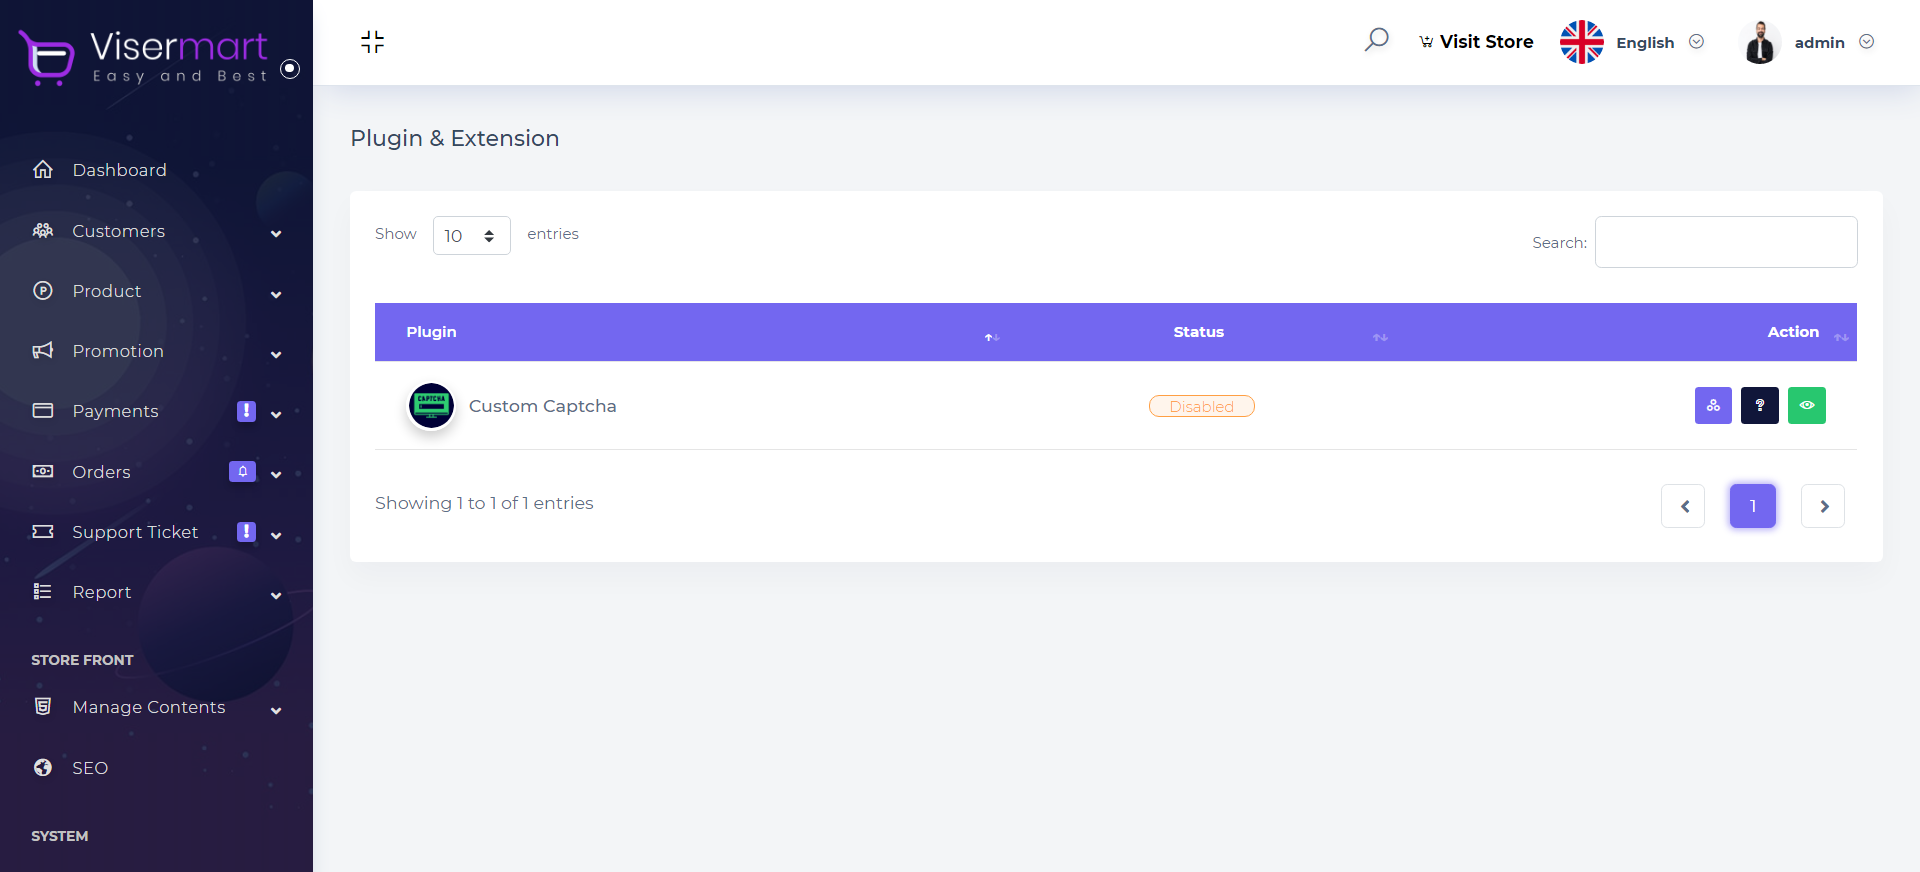 Visermart
Easy and Best
Visit Store
English
admin
Dashboard
Customers
Product
Promotion
Payments
Orders
Support Ticket
Report
STORE FRONT
Manage Contents
SEO
SYSTEM
Plugin & Extension
Show 10 entries
Search:
Plugin Status Action
CAPTCHA
Custom Captcha Disabled
Showing 1 to 1 of 1 entries
1